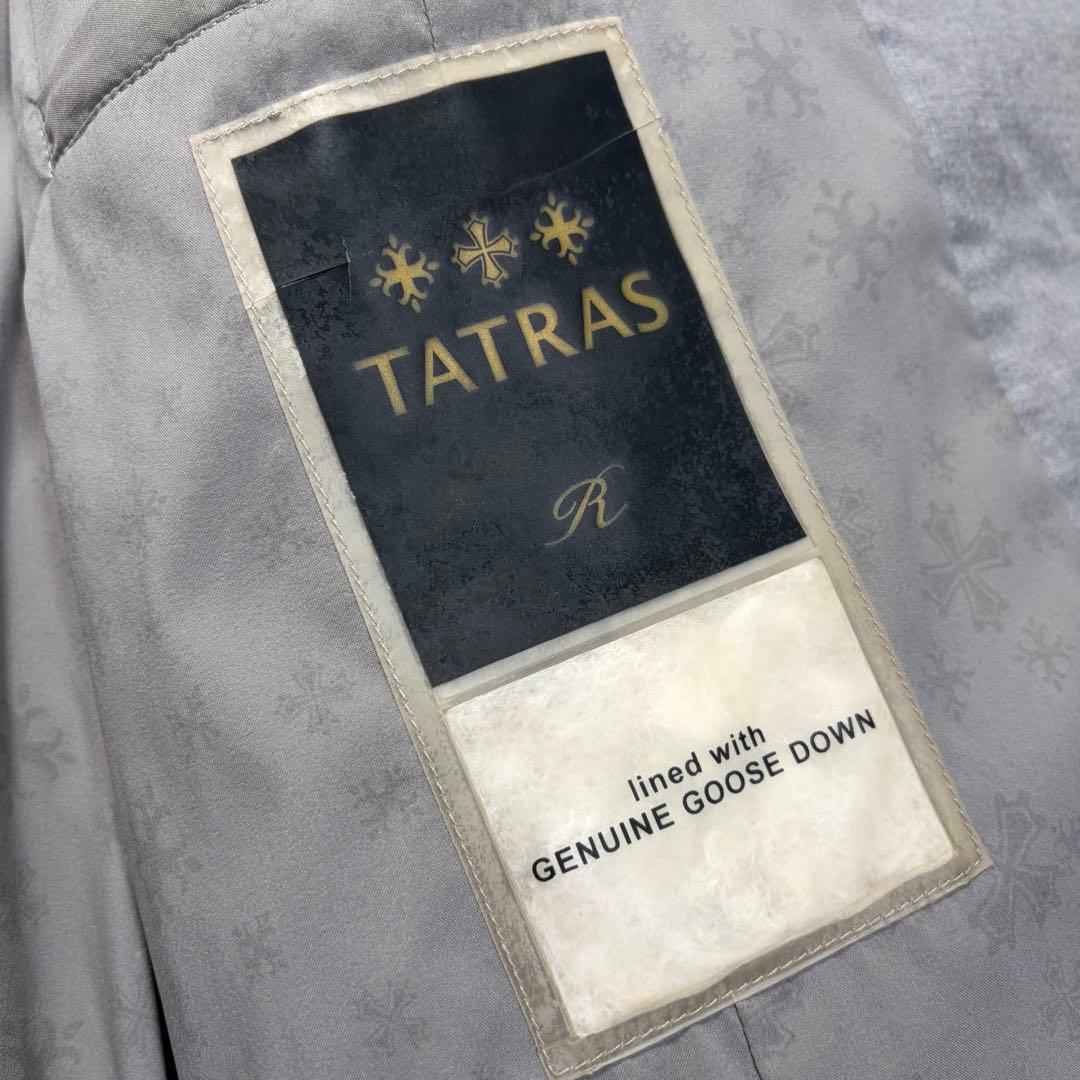 TATRAS
R
lined with
GENUINE GOOSE DOWN